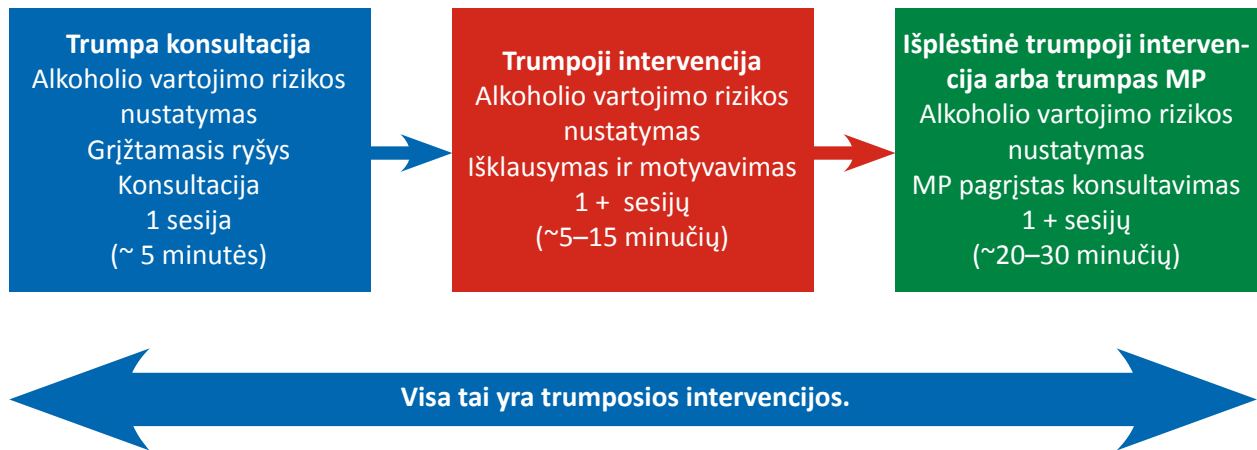 Trumpa konsultacija
Alkoholio vartojimo rizikos
nustatymas
Grįžtamasis ryšys
Konsultacija
1 sesija
(~ 5 minutės)
Trumpoji intervencija
Alkoholio vartojimo rizikos
nustatymas
Išklausymas ir motyvavimas
1 + sesijų
(~5–15 minučių)
Išplėstinė trumpoji interven-
cija arba trumpas MP
Alkoholio vartojimo rizikos
nustatymas
MP pagrįstas konsultavimas
1 + sesijų
(~20–30 minučių)
Visa tai yra trumposios intervencijos.